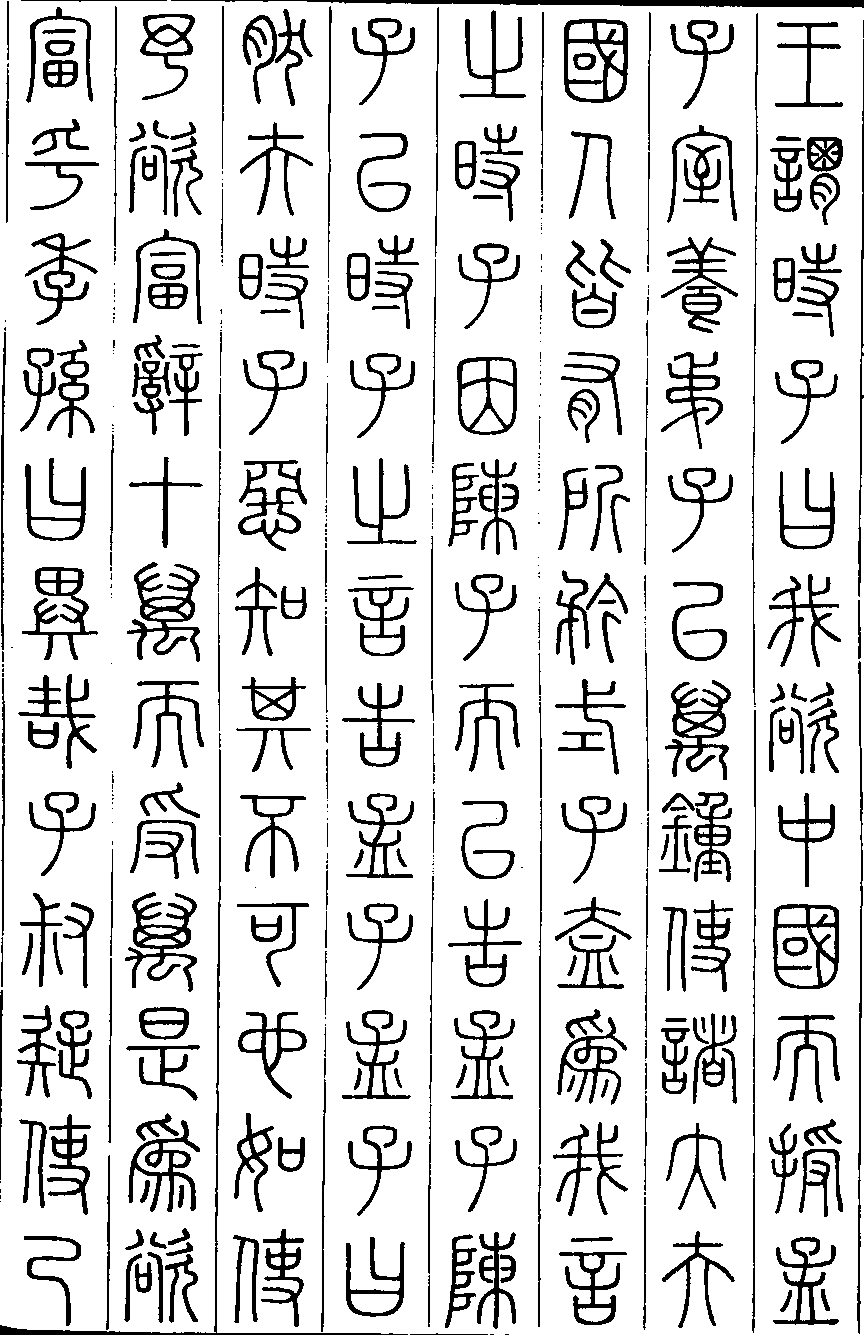 王謂時子曰我欲中國而授孟
子室養弟子以萬鐘使諸大夫
國人皆有所矜式子盍為我言
之時子因陳子而以告孟子陳
子以時子之言告孟子孟子曰
然夫時子惡知其不可也如使
予欲富辭十萬而受萬是為欲
富乎季孫曰異哉子叔疑使己